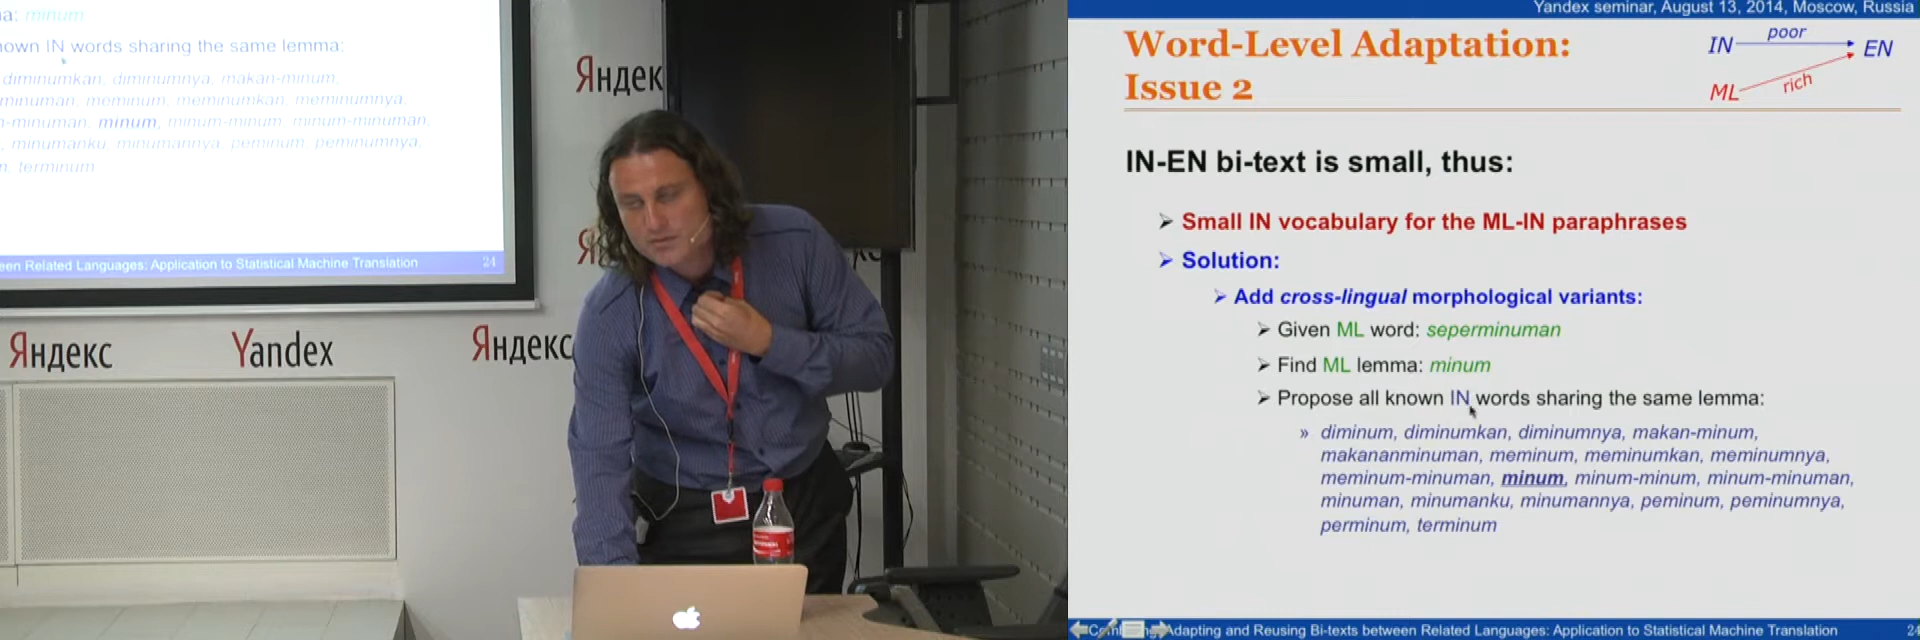 a: minum
own IN words sharing the same lemma:
diminumkan, diminumnya, makan-minum,
minuman, meminum, meminumkan, meminumnya,
m-minuman, minum, minum-minum, minum-minuman,
, minumanku, minumannya, peminum, peminumnya,
n, terminum
een Related Languages: Application to Statistical Machine Translation 24
Яндек
Я
Яндекс
Yandex
Яндекс
Yandex seminar, August 13, 2014, Moscow, Russia
Word-Level Adaptation:
Issue 2
IN poor EN
ML rich
IN-EN bi-text is small, thus:
➢ Small IN vocabulary for the ML-IN paraphrases
➢ Solution:
➢ Add cross-lingual morphological variants:
➢ Given ML word: seperminuman
➢ Find ML lemma: minum
➢ Propose all known IN words sharing the same lemma:
» diminum, diminumkan, diminumnya, makan-minum,
makananminuman, meminum, meminumkan, meminumnya,
meminum-minuman, minum, minum-minum, minum-minuman,
minuman, minumanku, minumannya, peminum, peminumnya,
perminum, terminum
Adapting and Reusing Bi-texts between Related Languages: Application to Statistical Machine Translation 24